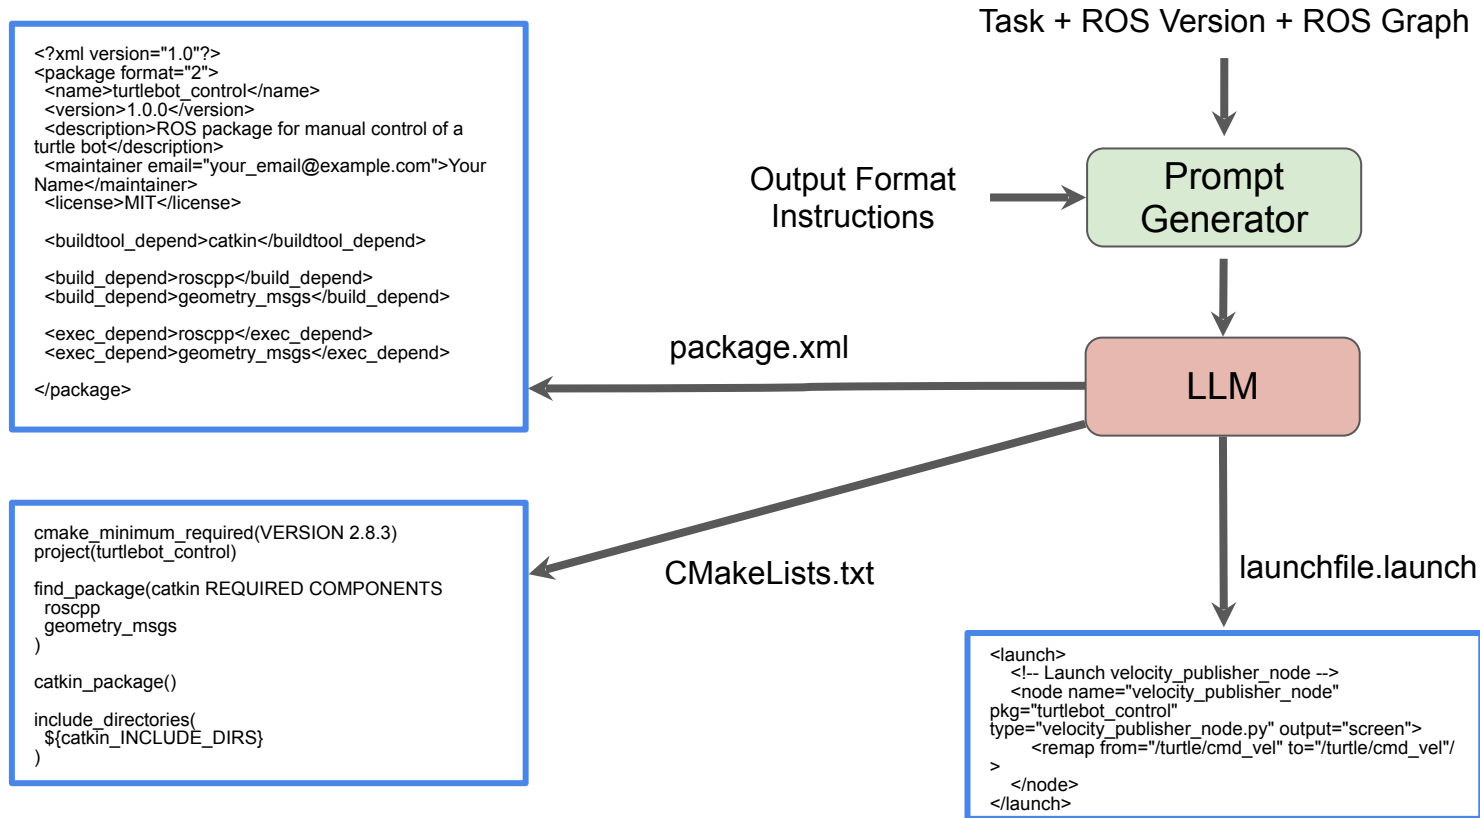 Task + ROS Version + ROS Graph
<?xml version="1.0"?>
<package format="2">
<name>turtlebot_control</name>
<version>1.0.0</version>
<description>ROS package for manual control of a
turtle bot</description>
<maintainer email="your_email@example.com">Your
Name</maintainer>
<license>MIT</license>
<buildtool_depend>catkin</buildtool_depend>
<build_depend>roscpp</build_depend>
<build_depend>geometry_msgs</build_depend>
<exec_depend>roscpp</exec_depend>
<exec_depend>geometry_msgs</exec_depend>
</package>
Output Format
Instructions
Prompt
Generator
package.xml
LLM
cmake_minimum_required(VERSION 2.8.3)
project(turtlebot_control)
find_package(catkin REQUIRED COMPONENTS
roscpp
geometry_msgs
)
catkin_package()
include_directories(
${catkin_INCLUDE_DIRS}
)
CMakeLists.txt
launchfile.launch
<launch>
<!-- Launch velocity_publisher_node -->
<node name="velocity_publisher_node"
pkg="turtlebot_control"
type="velocity_publisher_node.py" output="screen">
<remap from="/turtle/cmd_vel" to="/turtle/cmd_vel"/
>
</node>
</launch>